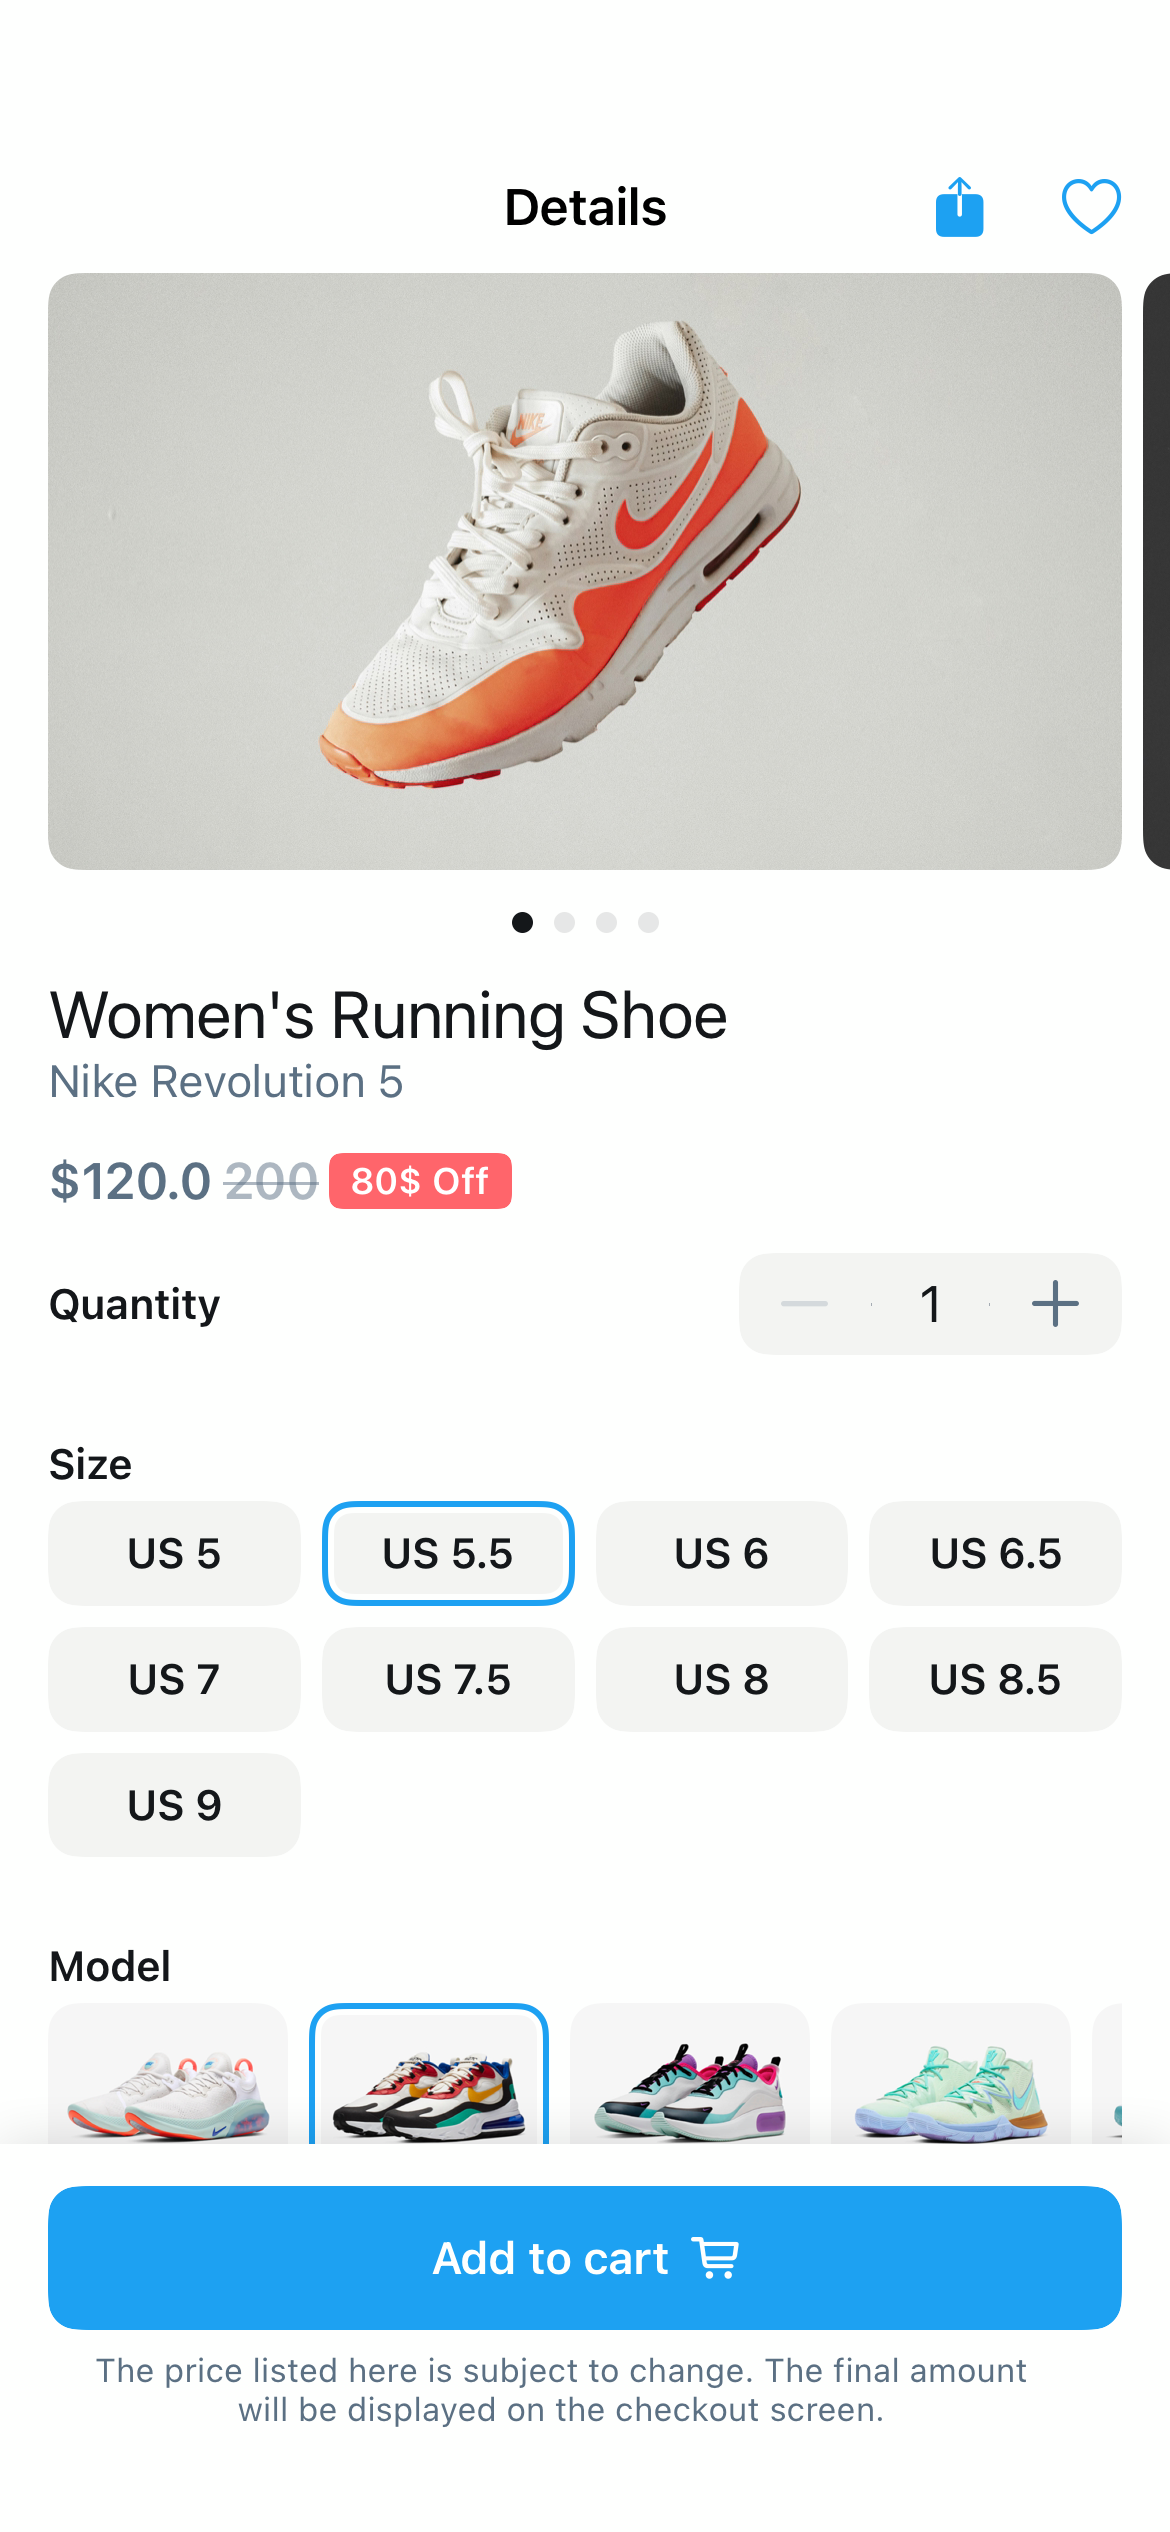 Details
NIKE
Women's Running Shoe
Nike Revolution 5
$120.0 200 80$ Off
Quantity 1
Size
US 5 US 5.5 US 6 US 6.5
US 7 US 7.5 US 8 US 8.5
US 9
Model
Add to cart
The price listed here is subject to change. The final amount
will be displayed on the checkout screen.